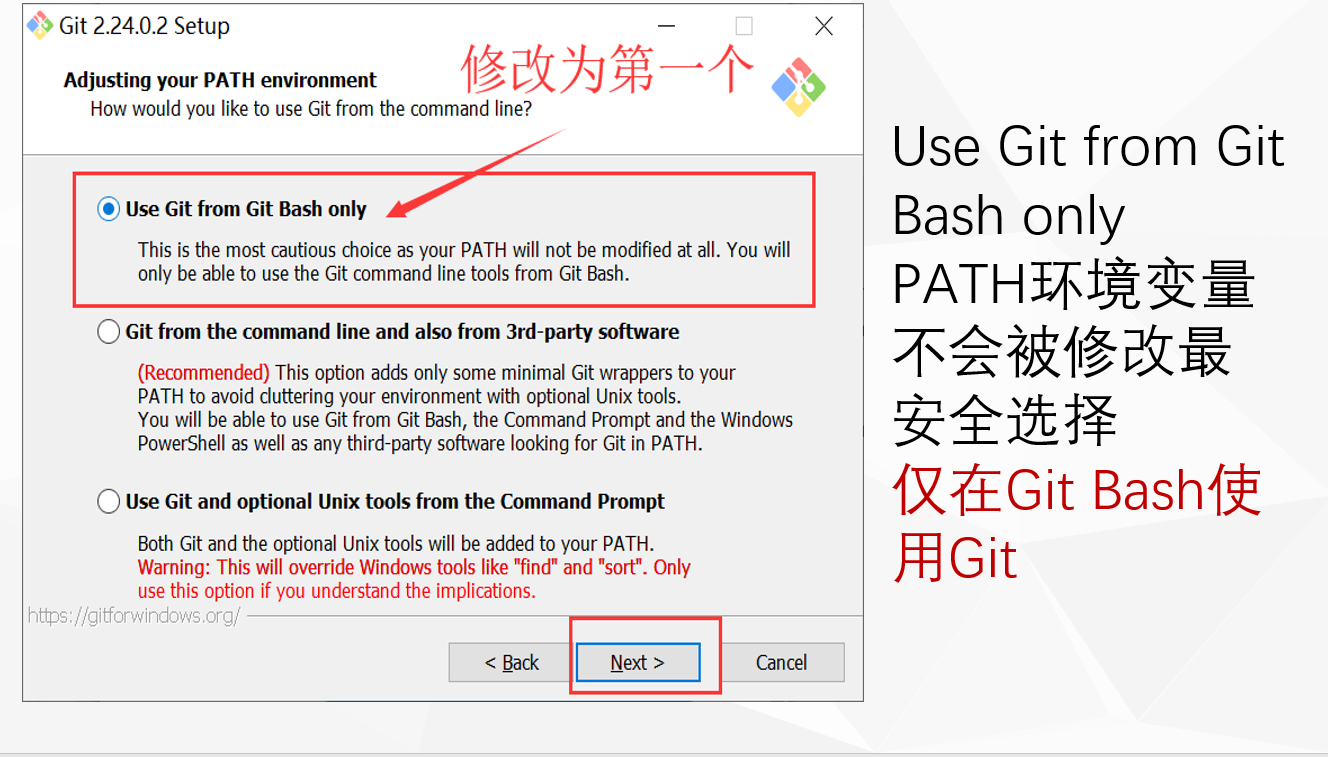 Git 2.24.0.2 Setup
修改为第一个
Adjusting your PATH environment
How would you like to use Git from the command line?
Use Git from Git Bash only
This is the most cautious choice as your PATH will not be modified at all. You will
only be able to use the Git command line tools from Git Bash.
Git from the command line and also from 3rd-party software
(Recommended) This option adds only some minimal Git wrappers to your
PATH to avoid cluttering your environment with optional Unix tools.
You will be able to use Git from Git Bash, the Command Prompt and the Windows
PowerShell as well as any third-party software looking for Git in PATH.
Use Git and optional Unix tools from the Command Prompt
Both Git and the optional Unix tools will be added to your PATH.
Warning: This will override Windows tools like "find" and "sort". Only
use this option if you understand the implications.
https://gitforwindows.org/
< Back
Next >
Cancel
Use Git from Git
Bash only
PATH环境变量
不会被修改最
安全选择
仅在Git Bash使
用Git